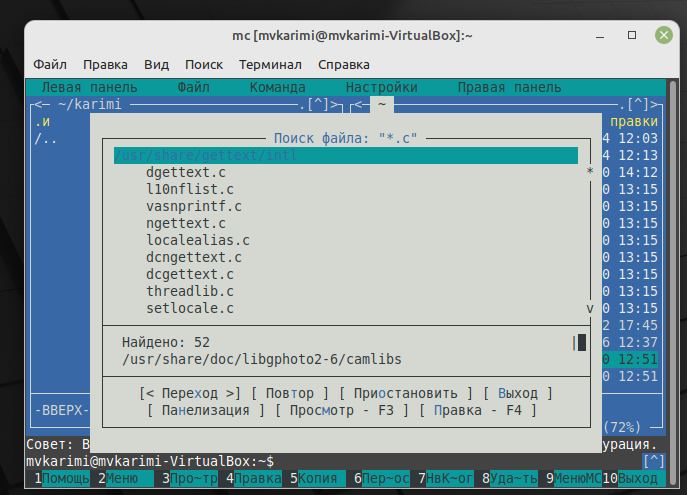 mc [mvkarimi@mvkarimi-VirtualBox]:~
Файл Правка Вид Поиск Терминал Справка
Левая панель Файл Команда Настройки Правая панель
<─ ~/karimi .[^]> <─ ~ .[^]>
.и правки
/..
4 12:03
4 12:13
0 14:12
0 13:15
0 13:15
0 13:15
0 13:15
0 13:15
0 13:15
0 13:15
0 13:15
2 17:45
6 12:37
0 12:51
0 12:51
Поиск файла: "*.c"
/usr/share/gettext/intl
dgettext.c
l10nflist.c
vasnprintf.c
ngettext.c
localealias.c
dcngettext.c
dcgettext.c
threadlib.c
setlocale.c
Найдено: 52
/usr/share/doc/libgphoto2-6/camlibs
[< Переход >] [ Повтор ] [ Приостановить ] [ Выход ]
[ Панелизация ] [ Просмотр - F3 ] [ Правка - F4 ]
-ВВЕРХ- (72%)
Совет: В урация.
mvkarimi@mvkarimi-VirtualBox:~$ [^]
1Помощь 2Меню 3Про~тр 4Правка 5Копия 6Пер~ос 7НвК~ог 8Уда~ть 9МенюМС 10Выход